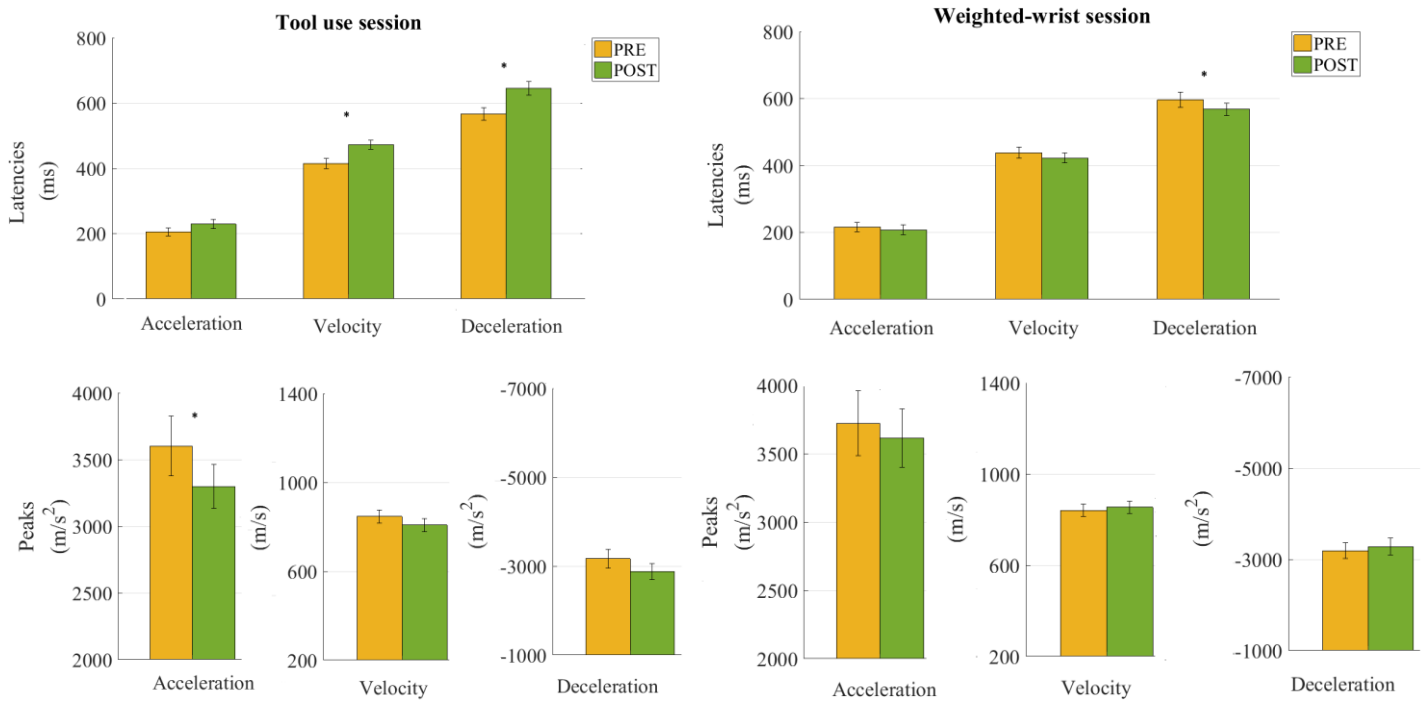 Tool use session
800
600
400
200
0
Latencies
(ms)
PRE
POST
*
*
Acceleration
Velocity
Deceleration
Weighted-wrist session
800
600
400
200
0
Latencies
(ms)
PRE
POST
*
Acceleration
Velocity
Deceleration
4000
3500
3000
2500
2000
Peaks
(m/s²)
*
Acceleration
1400
1000
600
200
(m/s)
Velocity
-7000
-5000
-3000
-1000
(m/s²)
Deceleration
4000
3500
3000
2500
2000
Peaks
(m/s²)
Acceleration
1400
1000
600
200
(m/s)
Velocity
-7000
-5000
-3000
-1000
(m/s²)
Deceleration